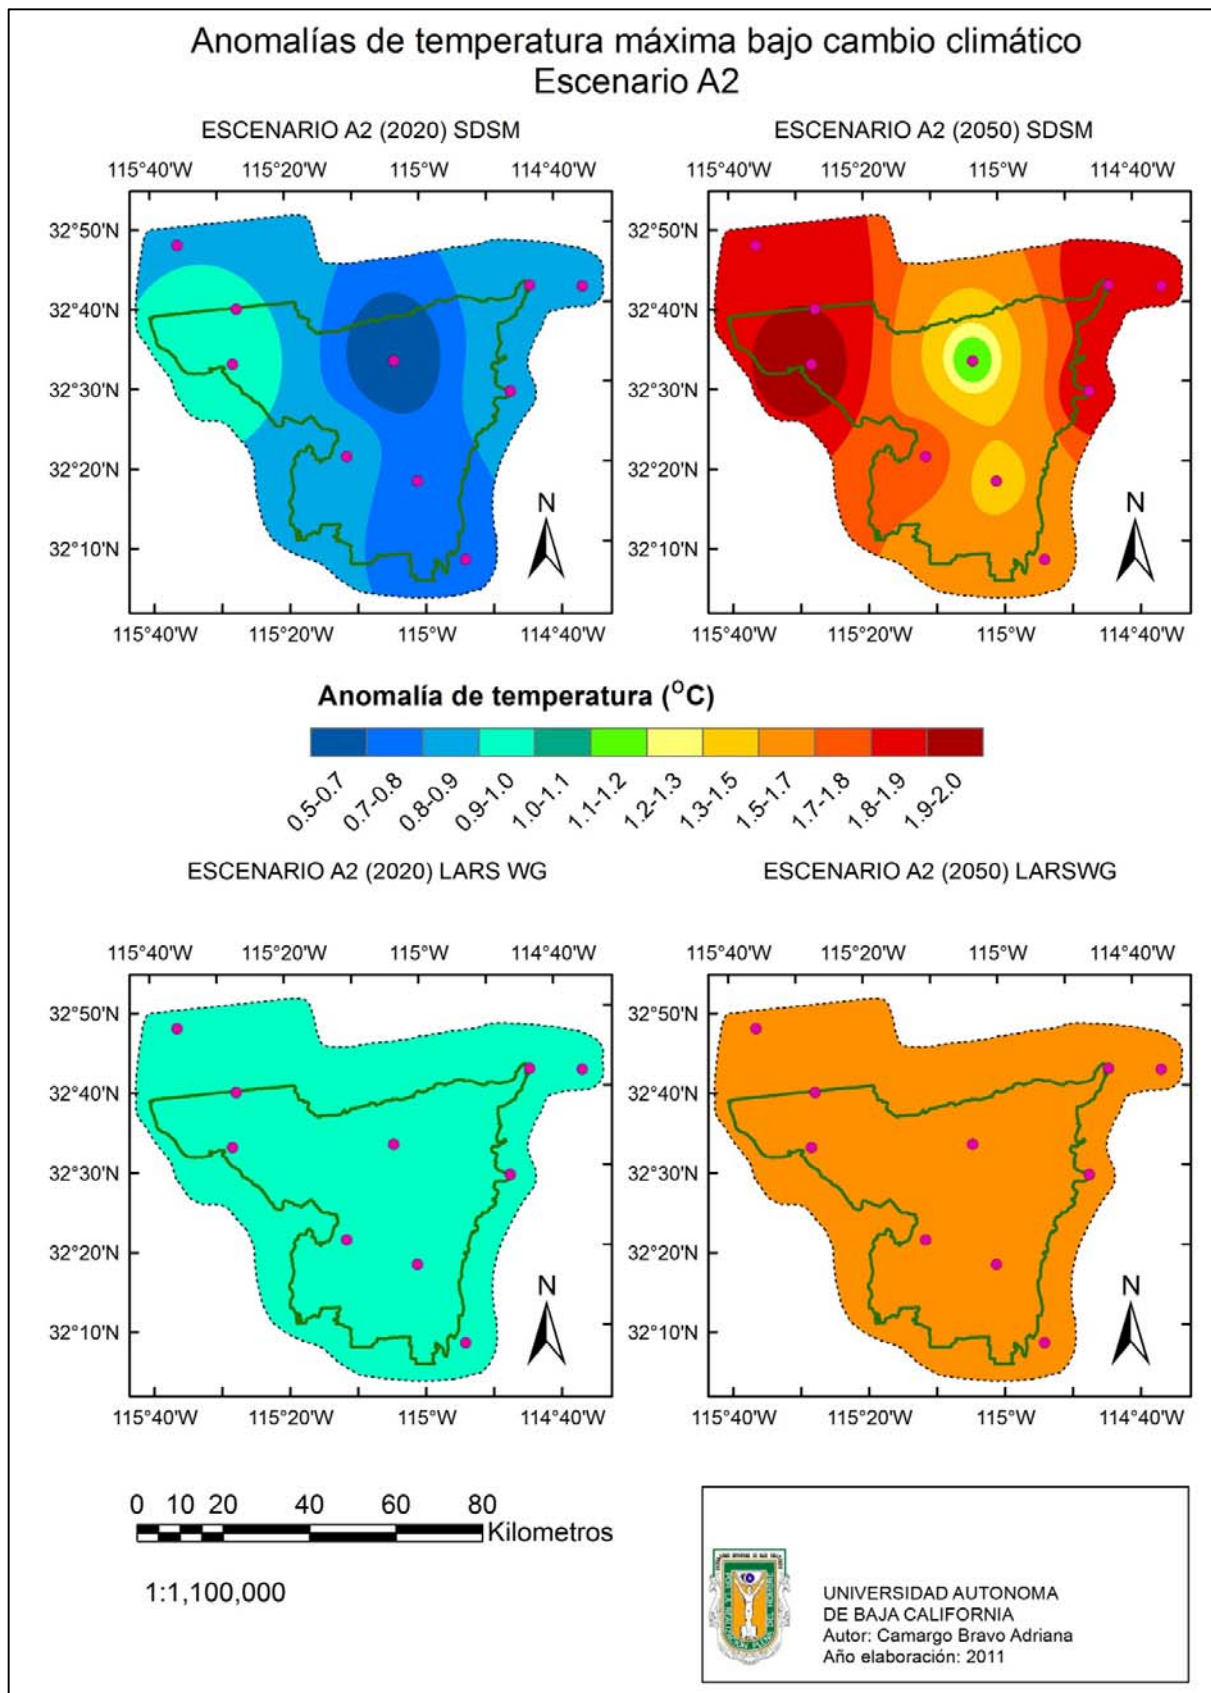 Anomalías de temperatura máxima bajo cambio climático
Escenario A2
ESCENARIO A2 (2020) SDSM
115°40'W 115°20'W 115°W 114°40'W
32°50'N
32°40'N
32°30'N
32°20'N
32°10'N
N
115°40'W 115°20'W 115°W 114°40'W
ESCENARIO A2 (2050) SDSM
115°40'W 115°20'W 115°W 114°40'W
32°50'N
32°40'N
32°30'N
32°20'N
32°10'N
N
115°40'W 115°20'W 115°W 114°40'W
Anomalía de temperatura (°C)
0.5-0.7 0.7-0.8 0.8-0.9 0.9-1.0 1.0-1.1 1.1-1.2 1.2-1.3 1.3-1.5 1.5-1.7 1.7-1.8 1.8-1.9 1.9-2.0
ESCENARIO A2 (2020) LARS WG
115°40'W 115°20'W 115°W 114°40'W
32°50'N
32°40'N
32°30'N
32°20'N
32°10'N
N
115°40'W 115°20'W 115°W 114°40'W
ESCENARIO A2 (2050) LARSWG
115°40'W 115°20'W 115°W 114°40'W
32°50'N
32°40'N
32°30'N
32°20'N
32°10'N
N
115°40'W 115°20'W 115°W 114°40'W
0 10 20 40 60 80
Kilometros
1:1,100,000
UNIVERSIDAD AUTONOMA
DE BAJA CALIFORNIA
Autor: Camargo Bravo Adriana
Año elaboración: 2011